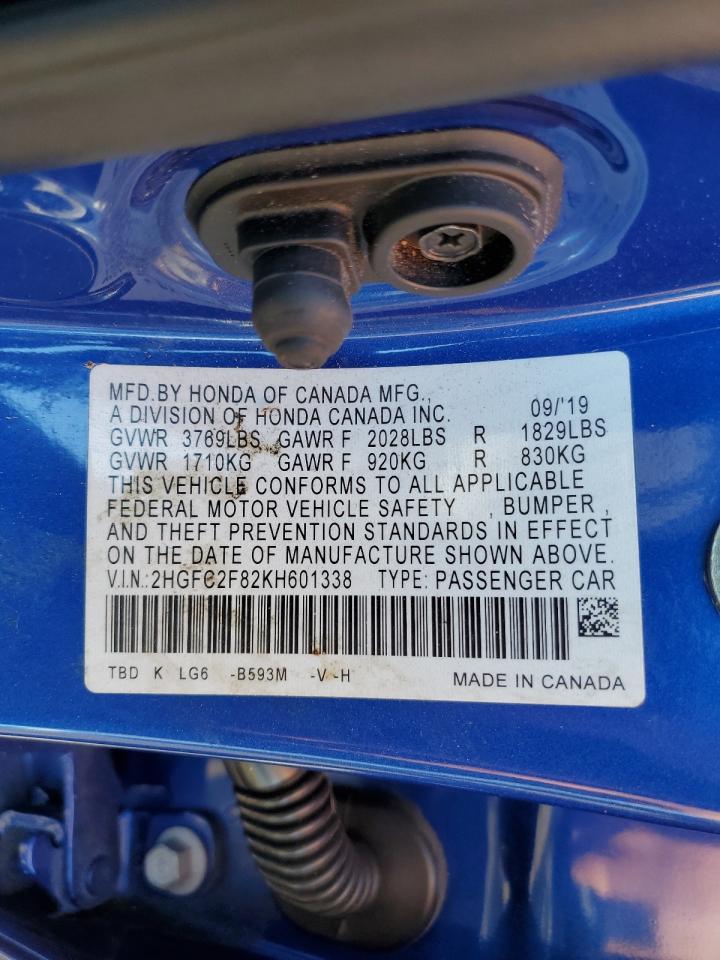 MFD.BY HONDA OF CANADA MFG.,
A DIVISION OF HONDA CANADA INC. 09/'19
GVWR 3769LBS GAWR F 2028LBS R 1829LBS
GVWR 1710KG GAWR F 920KG R 830KG
THIS VEHICLE CONFORMS TO ALL APPLICABLE
FEDERAL MOTOR VEHICLE SAFETY , BUMPER ,
AND THEFT PREVENTION STANDARDS IN EFFECT
ON THE DATE OF MANUFACTURE SHOWN ABOVE.
V.I.N.:2HGFC2F82KH601338 TYPE: PASSENGER CAR
TBD K LG6 -B593M -V -H MADE IN CANADA